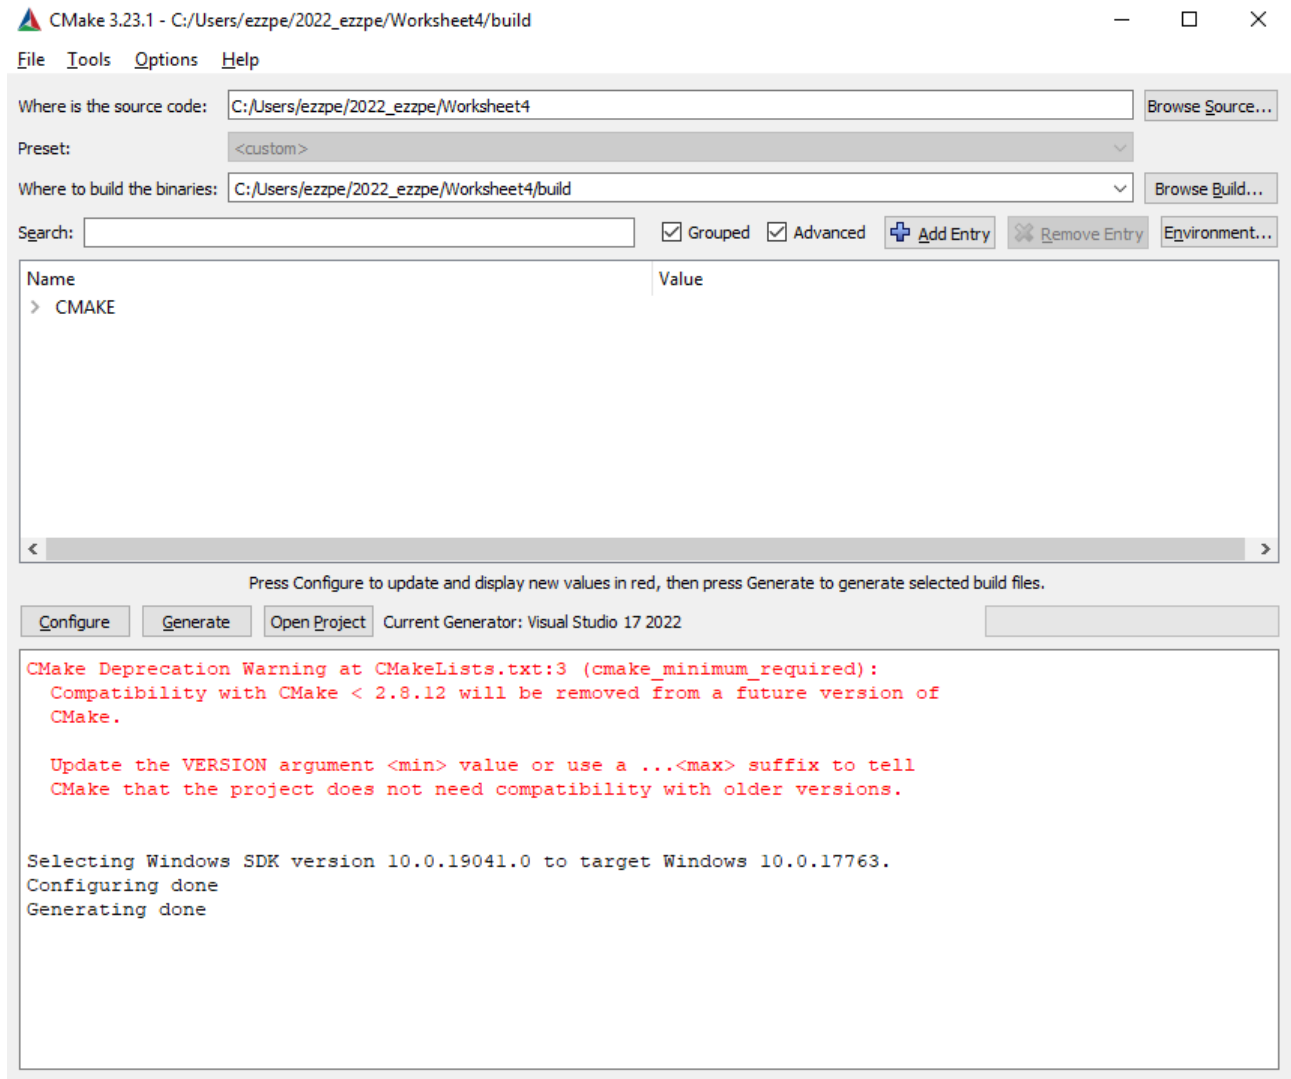 CMake 3.23.1 - C:/Users/ezzpe/2022_ezzpe/Worksheet4/build
File Tools Options Help
Where is the source code: C:/Users/ezzpe/2022_ezzpe/Worksheet4 Browse Source...
Preset: <custom>
Where to build the binaries: C:/Users/ezzpe/2022_ezzpe/Worksheet4/build Browse Build...
Search: Grouped Advanced Add Entry Remove Entry Environment...
Name Value
CMAKE
Press Configure to update and display new values in red, then press Generate to generate selected build files.
Configure Generate Open Project Current Generator: Visual Studio 17 2022
CMake Deprecation Warning at CMakeLists.txt:3 (cmake_minimum_required):
Compatibility with CMake < 2.8.12 will be removed from a future version of
CMake.
Update the VERSION argument <min> value or use a ...<max> suffix to tell
CMake that the project does not need compatibility with older versions.
Selecting Windows SDK version 10.0.19041.0 to target Windows 10.0.17763.
Configuring done
Generating done